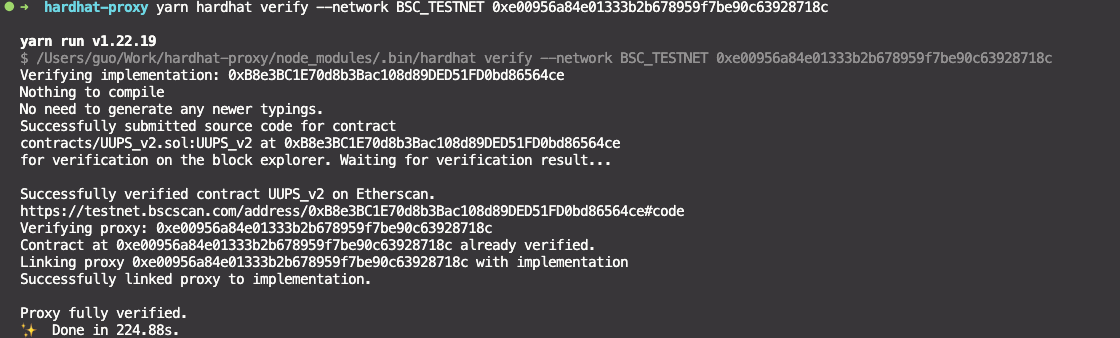 ➜ hardhat-proxy yarn hardhat verify --network BSC_TESTNET 0xe00956a84e01333b2b678959f7be90c63928718c
yarn run v1.22.19
$ /Users/guo/Work/hardhat-proxy/node_modules/.bin/hardhat verify --network BSC_TESTNET 0xe00956a84e01333b2b678959f7be90c63928718c
Verifying implementation: 0xB8e3BC1E70d8b3Bac108d89DED51FD0bd86564ce
Nothing to compile
No need to generate any newer typings.
Successfully submitted source code for contract
contracts/UUPS_v2.sol:UUPS_v2 at 0xB8e3BC1E70d8b3Bac108d89DED51FD0bd86564ce
for verification on the block explorer. Waiting for verification result...
Successfully verified contract UUPS_v2 on Etherscan.
https://testnet.bscscan.com/address/0xB8e3BC1E70d8b3Bac108d89DED51FD0bd86564ce#code
Verifying proxy: 0xe00956a84e01333b2b678959f7be90c63928718c
Contract at 0xe00956a84e01333b2b678959f7be90c63928718c already verified.
Linking proxy 0xe00956a84e01333b2b678959f7be90c63928718c with implementation
Successfully linked proxy to implementation.
Proxy fully verified.
✨ Done in 224.88s.